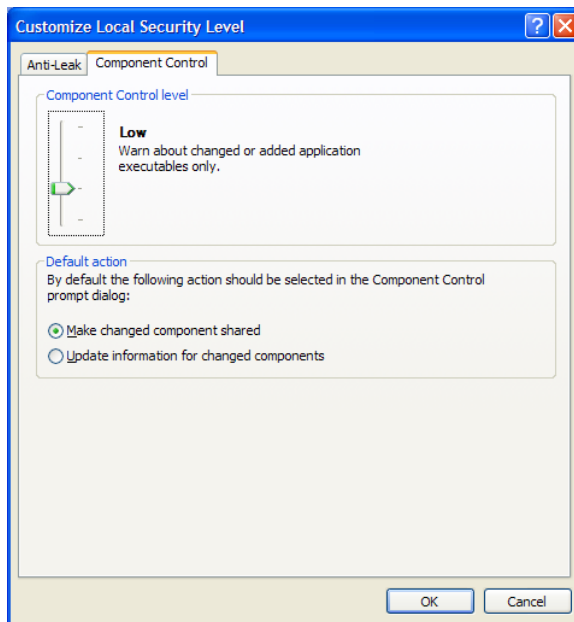 Customize Local Security Level
Anti-Leak
Component Control
Component Control level
Low
Warn about changed or added application
executables only.
Default action
By default the following action should be selected in the Component Control
prompt dialog:
Make changed component shared
Update information for changed components
OK
Cancel